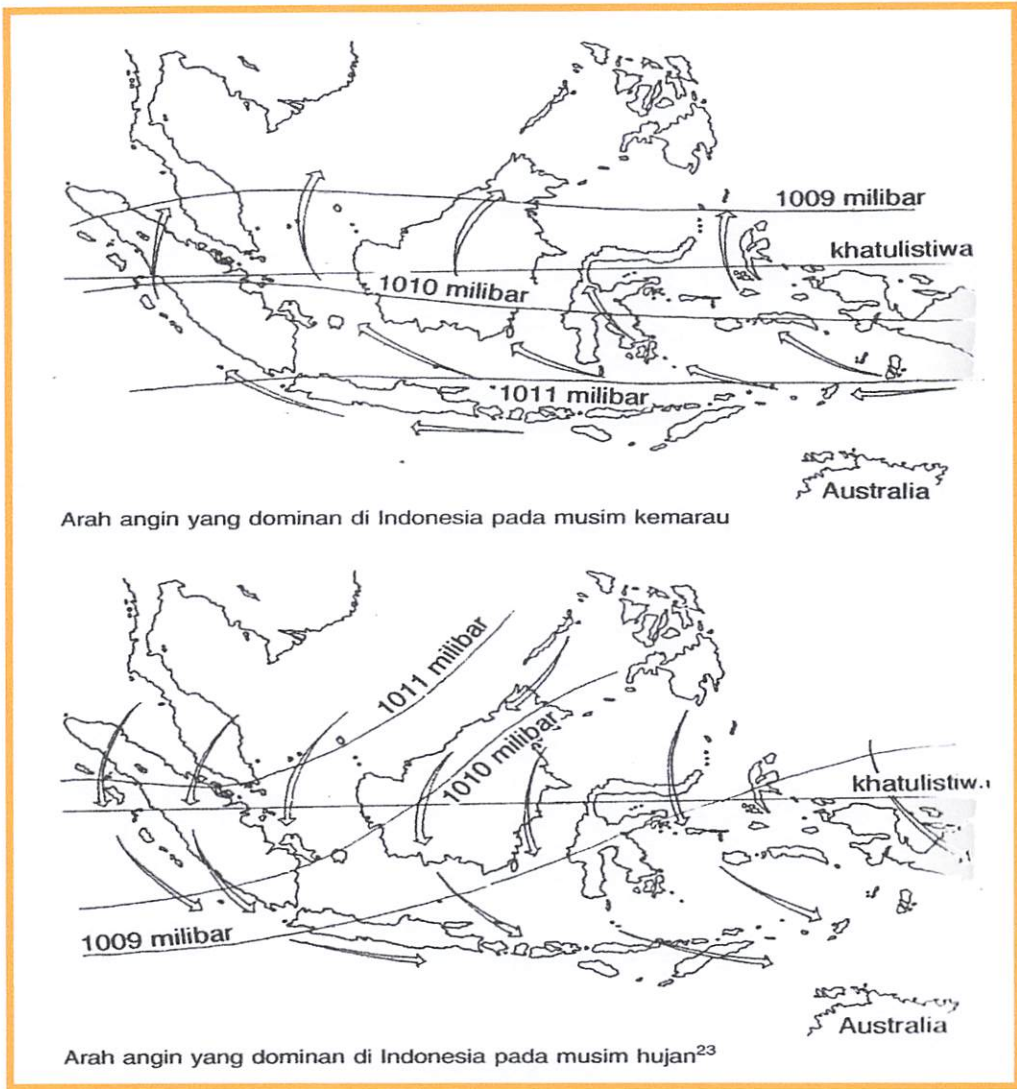 1009 milibar
khatulistiwa
1010 milibar
1011 milibar
Australia
Arah angin yang dominan di Indonesia pada musim kemarau
1011 milibar
1010 milibar
khatulistiw.ı
1009 milibar
Australia
Arah angin yang dominan di Indonesia pada musim hujan²³